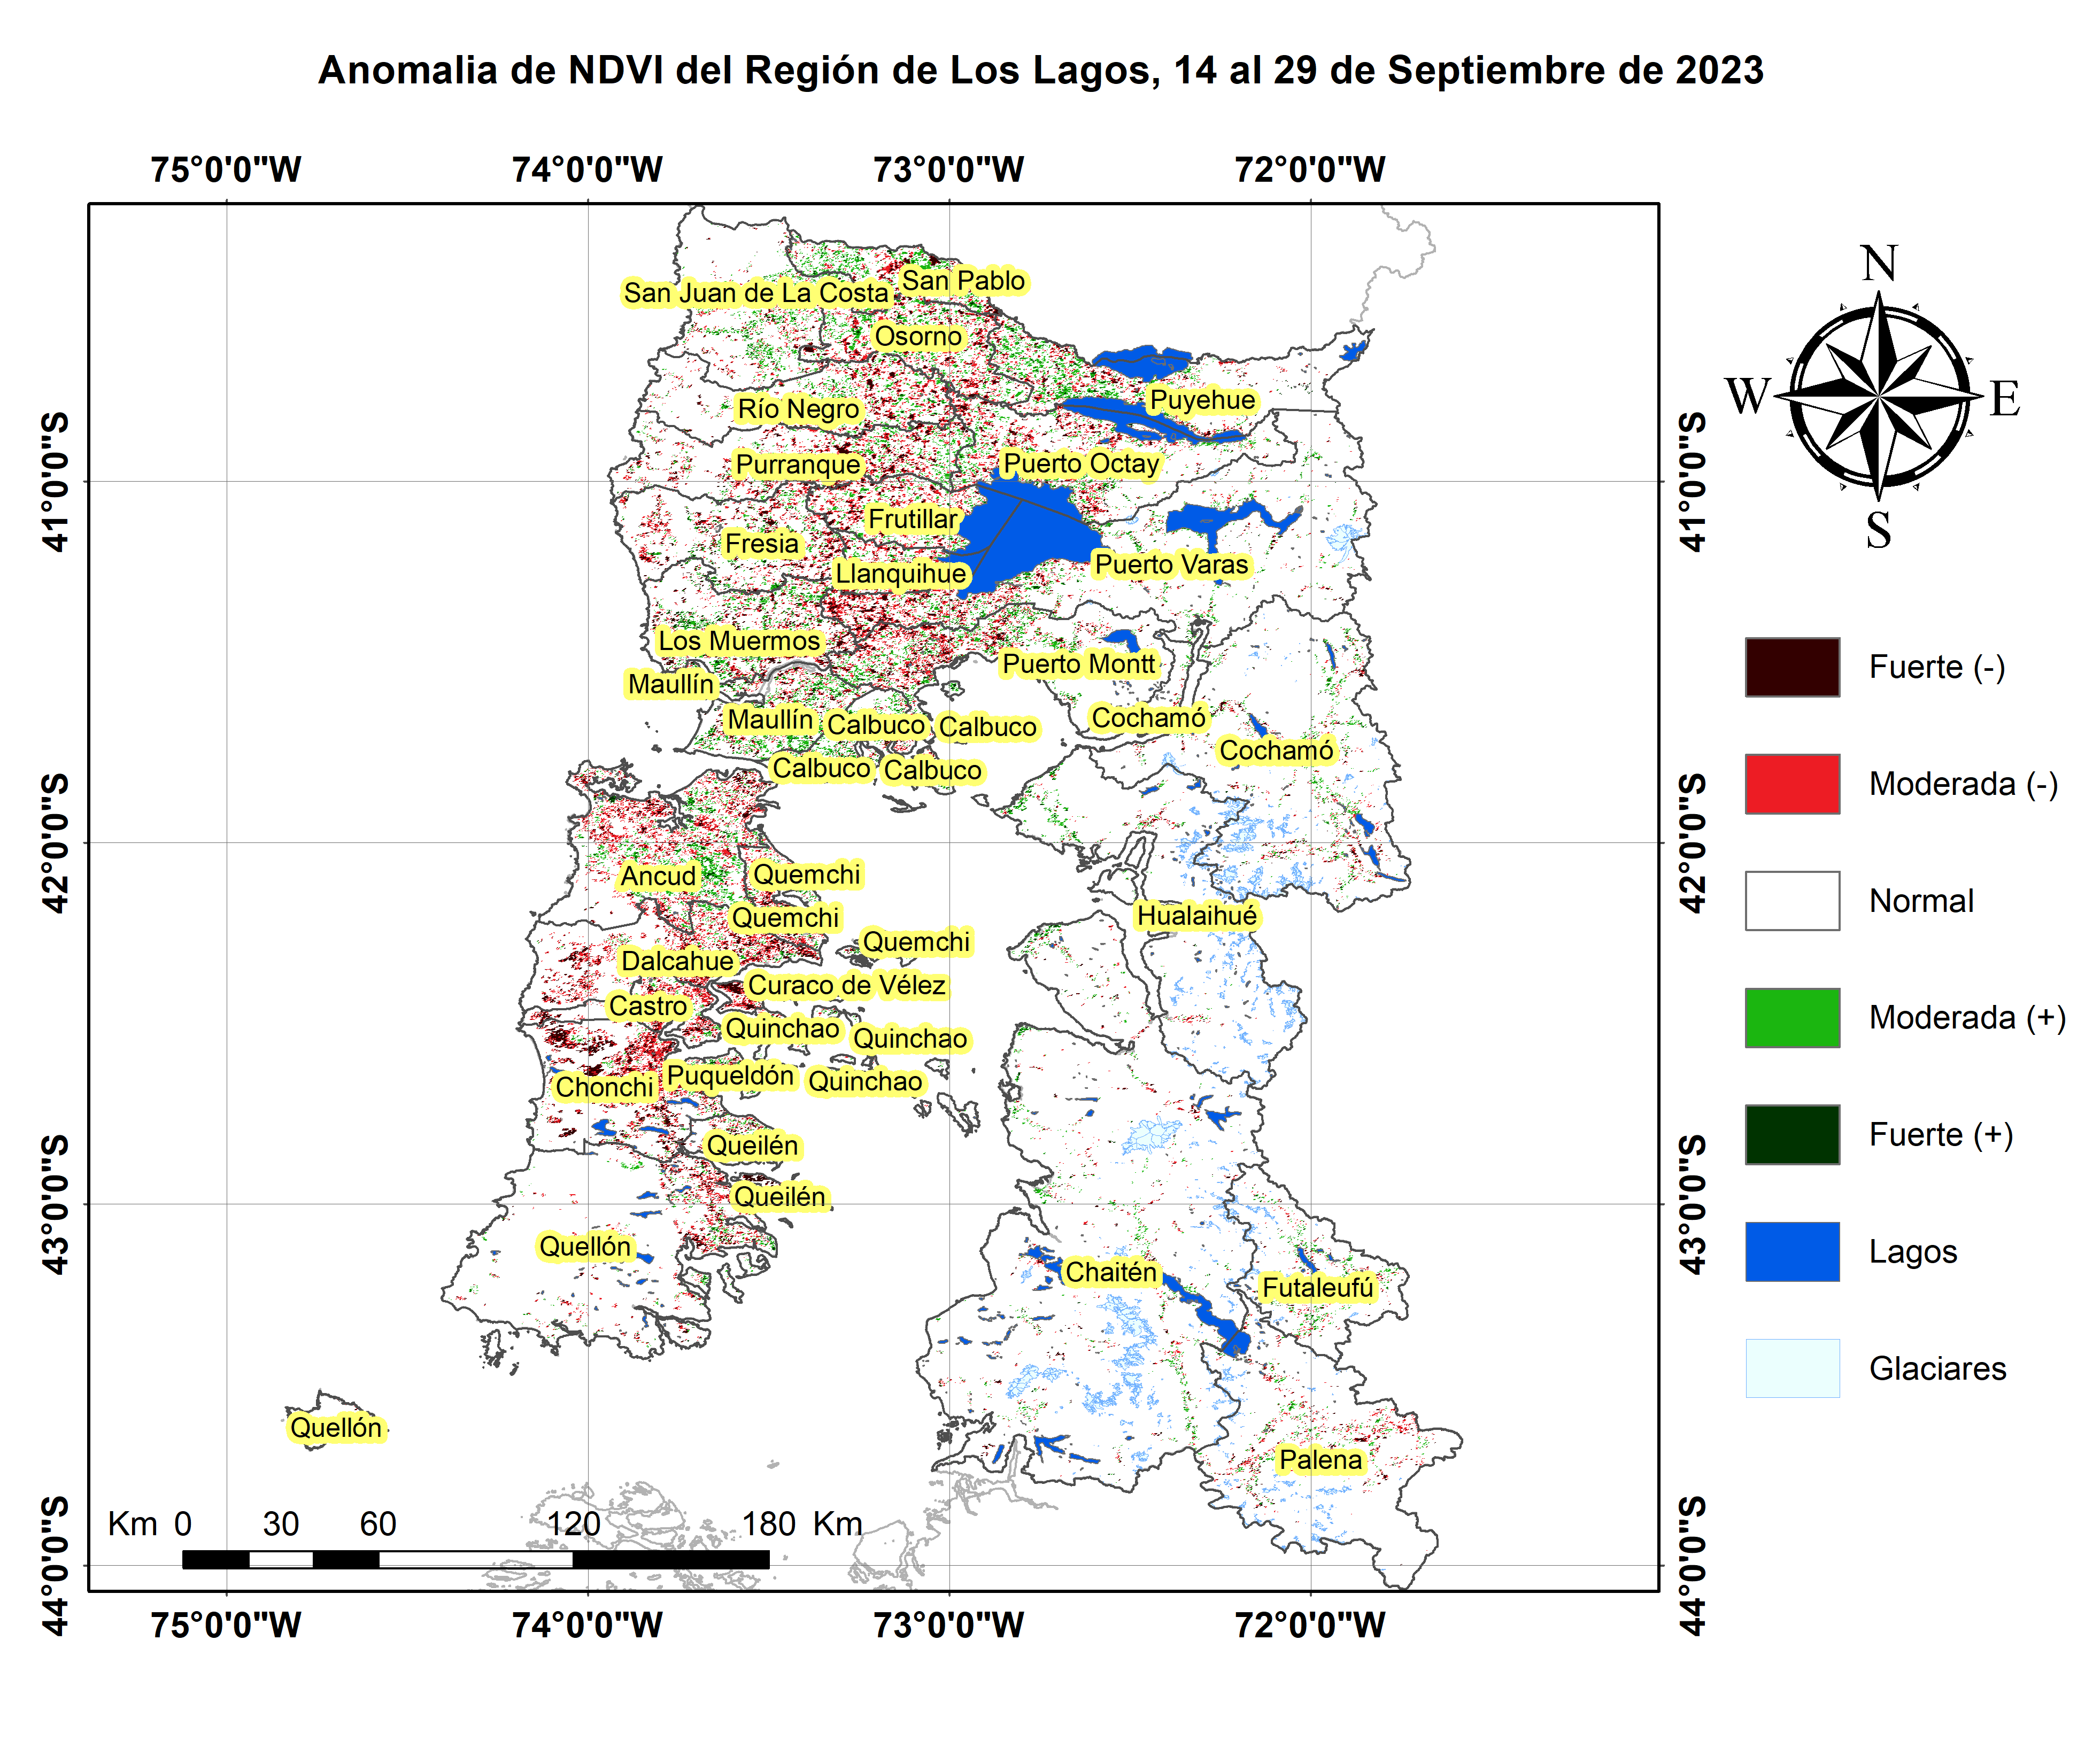 Anomalia de NDVI del Región de Los Lagos, 14 al 29 de Septiembre de 2023
75°0'0"W 74°0'0"W 73°0'0"W 72°0'0"W
San Pablo
San Juan de La Costa
Osorno
Puyehue
Río Negro
Purranque
Puerto Octay
Frutillar
Fresia
Puerto Varas
Llanquihue
Los Muermos
Puerto Montt
Maullín
Maullín
Calbuco
Calbuco
Cochamó
Cochamó
Calbuco
Calbuco
Ancud
Quemchi
Quemchi
Hualaihué
Quemchi
Dalcahue
Curaco de Vélez
Castro
Quinchao
Quinchao
Puqueldón
Quinchao
Chonchi
Queilén
Queilén
Quellón
Chaitén
Futaleufú
Quellón
Palena
41°0'0"S
42°0'0"S
43°0'0"S
44°0'0"S
41°0'0"S
42°0'0"S
43°0'0"S
44°0'0"S
Km 0 30 60 120 180 Km
75°0'0"W 74°0'0"W 73°0'0"W 72°0'0"W
N
W
E
S
Fuerte (-)
Moderada (-)
Normal
Moderada (+)
Fuerte (+)
Lagos
Glaciares